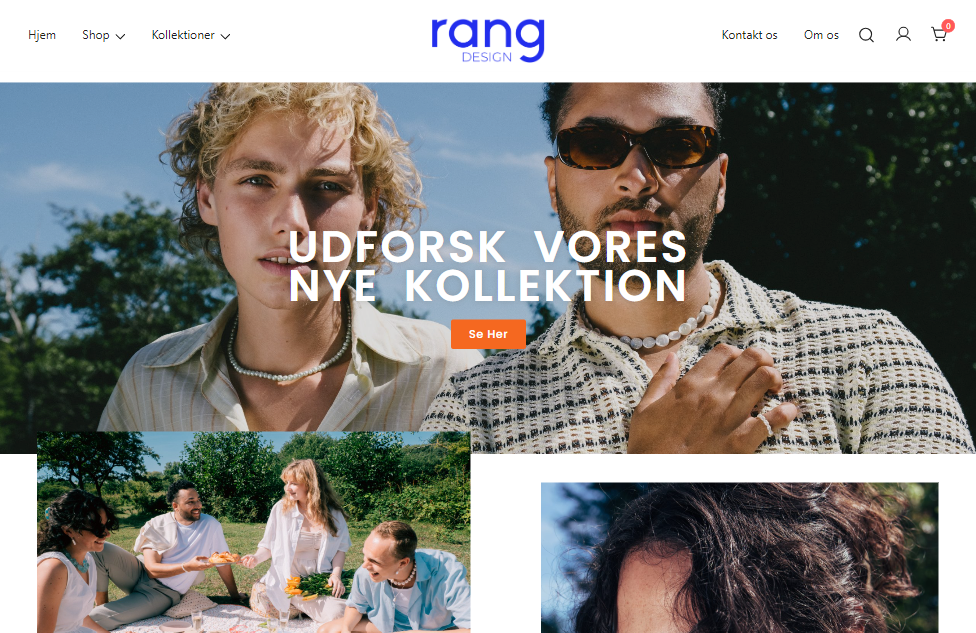 Hjem
Shop
Kollektioner
rang
DESIGN
Kontakt os
Om os
0
UDFORSK VORES
NYE KOLLEKTION
Se Her